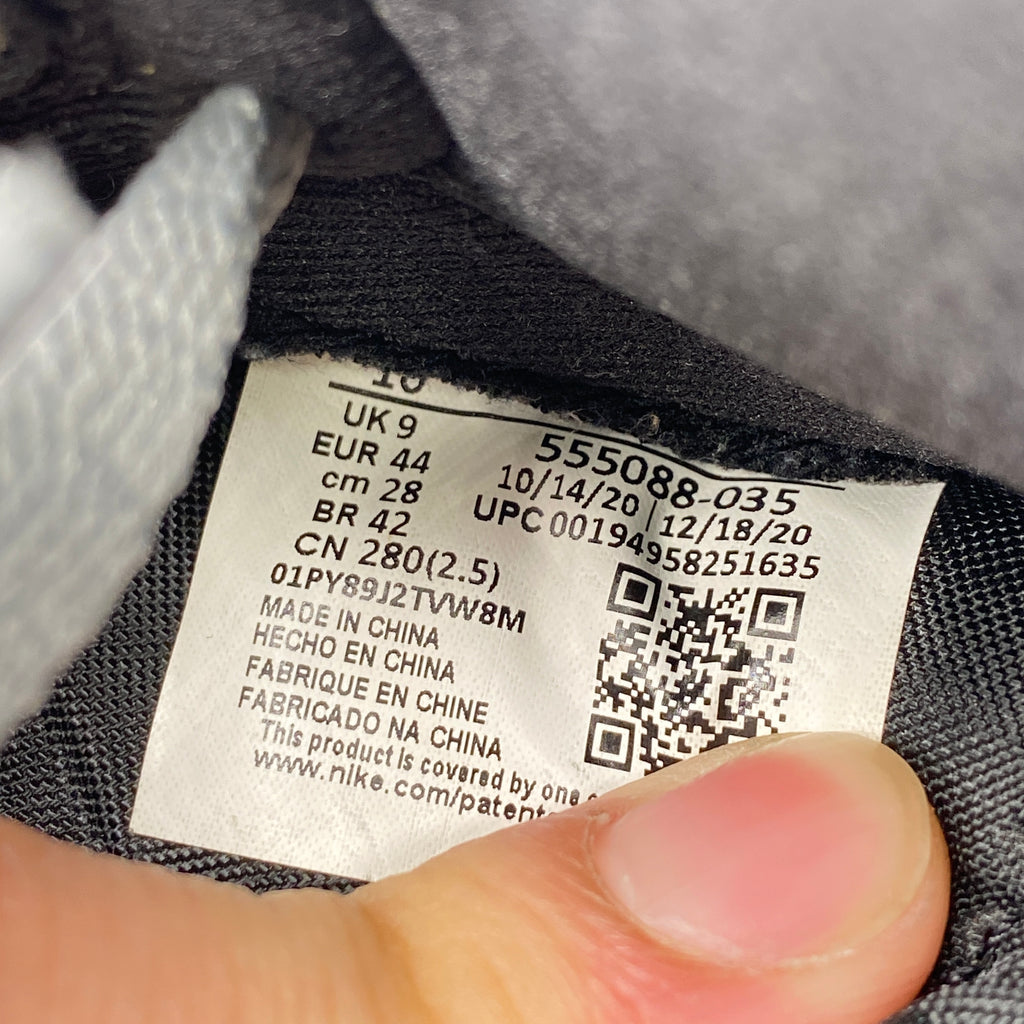 10
UK 9
EUR 44
cm 28
BR 42
CN 280(2.5)
01PY89J2TVW8M
MADE IN CHINA
HECHO EN CHINA
FABRIQUE EN CHINE
FABRICADO NA CHINA
This product is covered by one
www.nike.com/patents
555088-035
10/14/20 | 12/18/20
UPC 00194958251635